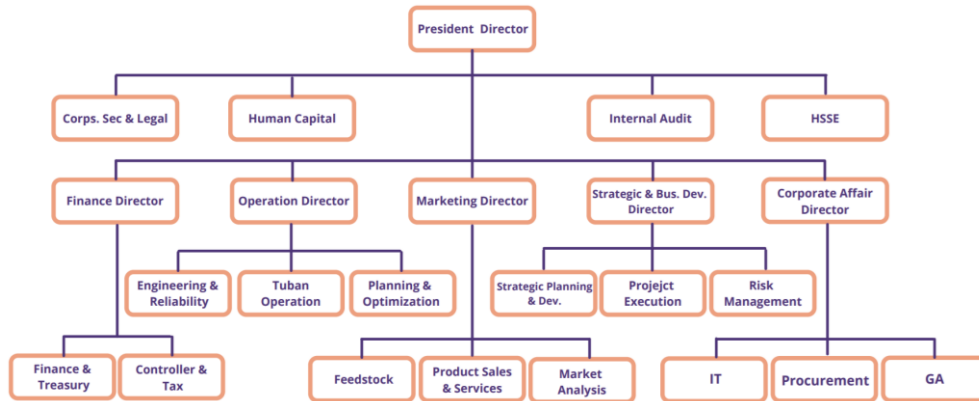 President Director
Corps. Sec & Legal
Human Capital
Internal Audit
HSSE
Finance Director
Operation Director
Marketing Director
Strategic & Bus. Dev.
Director
Corporate Affair
Director
Engineering &
Reliability
Tuban
Operation
Planning &
Optimization
Strategic Planning
& Dev.
Projejct
Execution
Risk
Management
Finance &
Treasury
Controller &
Tax
Feedstock
Product Sales
& Services
Market
Analysis
IT
Procurement
GA